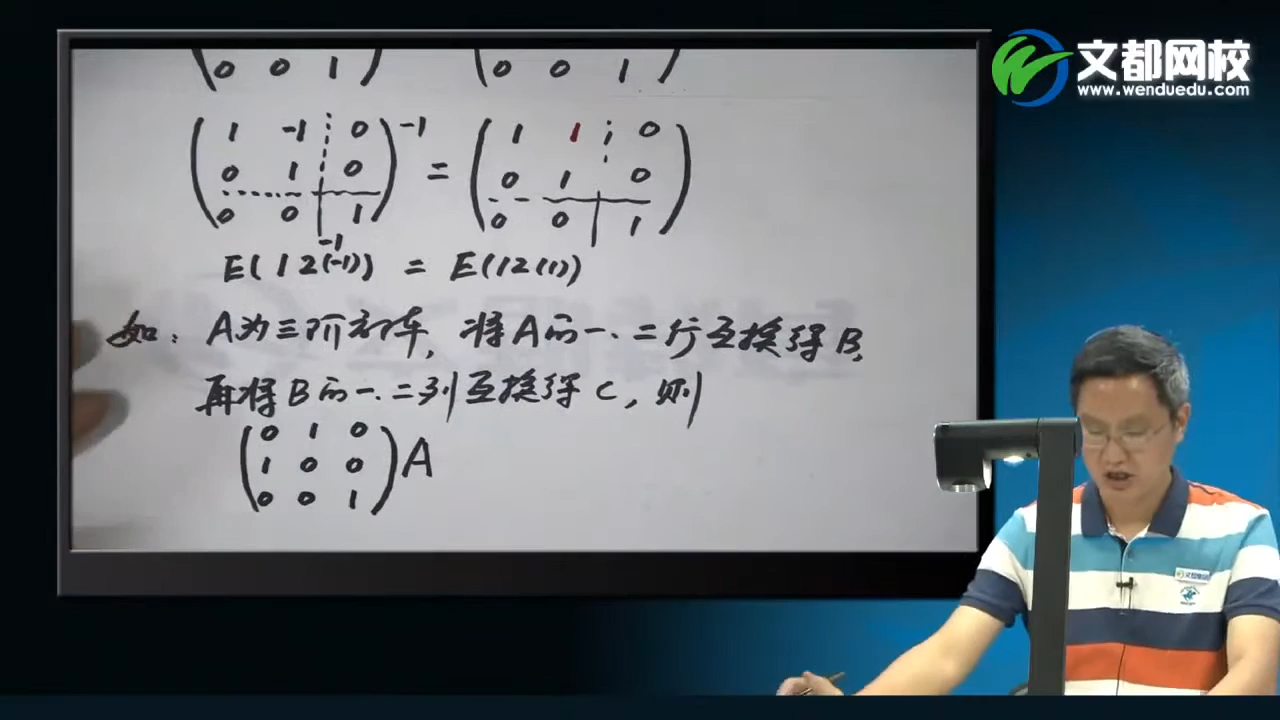 文都网校
www.wenduedu.com
0 0 1 0 0 1
1 -1 0 -1 1 1 0
0 1 0 = 0 1 0
0 0 1 0 0 1
E(12(-1))⁻¹ = E(12(1))
如: A为三阶方阵, 将A的一、二行互换得B,
再将B的一、二列互换得C, 则
(0 1 0
1 0 0
0 0 1) A